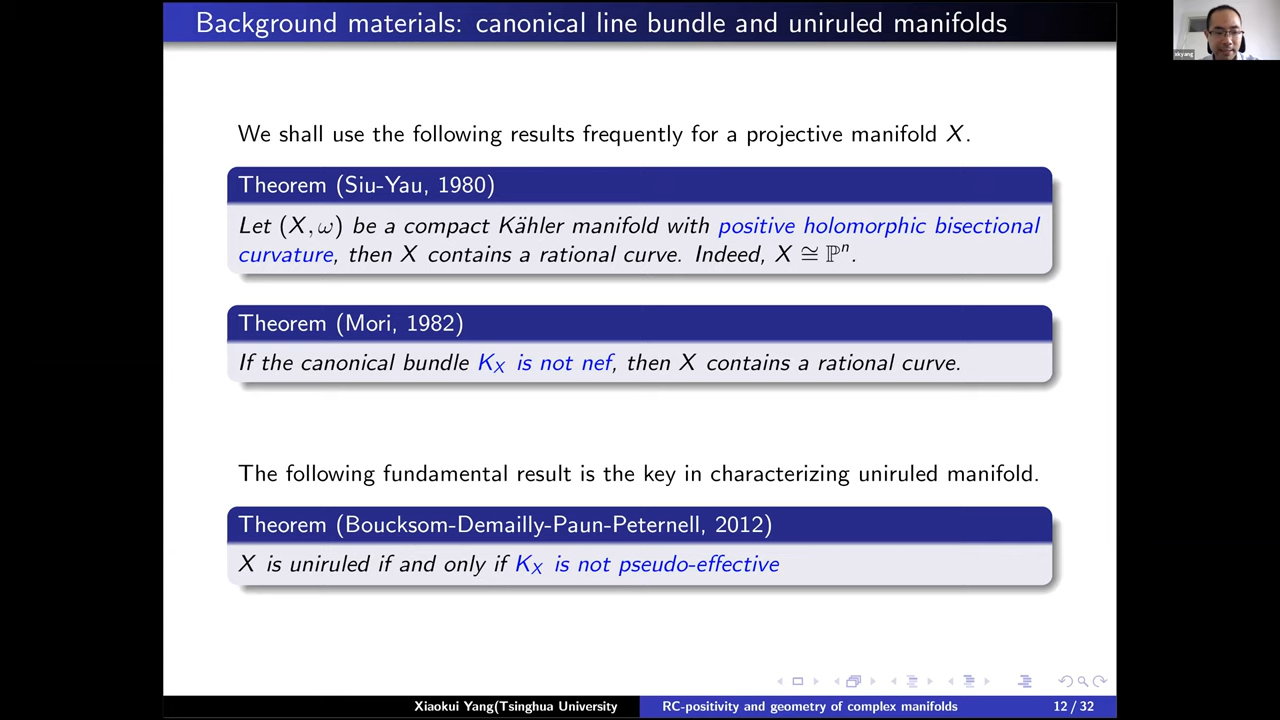 Background materials: canonical line bundle and uniruled manifolds
xkyang
We shall use the following results frequently for a projective manifold X.
Theorem (Siu-Yau, 1980)
Let (X, ω) be a compact Kähler manifold with positive holomorphic bisectional
curvature, then X contains a rational curve. Indeed, X ≅ ℙⁿ.
Theorem (Mori, 1982)
If the canonical bundle K_X is not nef, then X contains a rational curve.
The following fundamental result is the key in characterizing uniruled manifold.
Theorem (Boucksom-Demailly-Paun-Peternell, 2012)
X is uniruled if and only if K_X is not pseudo-effective
Xiaokui Yang(Tsinghua University
RC-positivity and geometry of complex manifolds
12 / 32